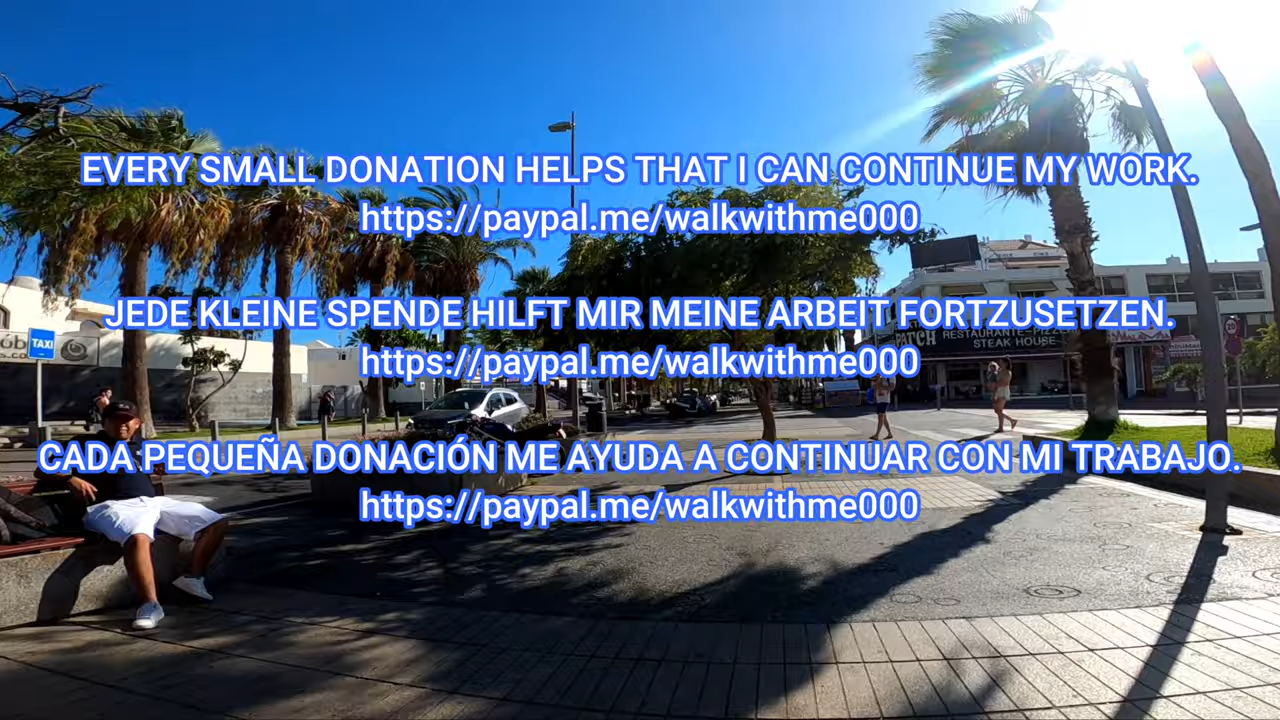 EVERY SMALL DONATION HELPS THAT I CAN CONTINUE MY WORK.
https://paypal.me/walkwithme000
JEDE KLEINE SPENDE HILFT MIR MEINE ARBEIT FORTZUSETZEN.
https://paypal.me/walkwithme000
PATCH RESTAURANTE-PIZZE
STEAK HOUSE
TAXI
CADA PEQUEÑA DONACIÓN ME AYUDA A CONTINUAR CON MI TRABAJO.
https://paypal.me/walkwithme000